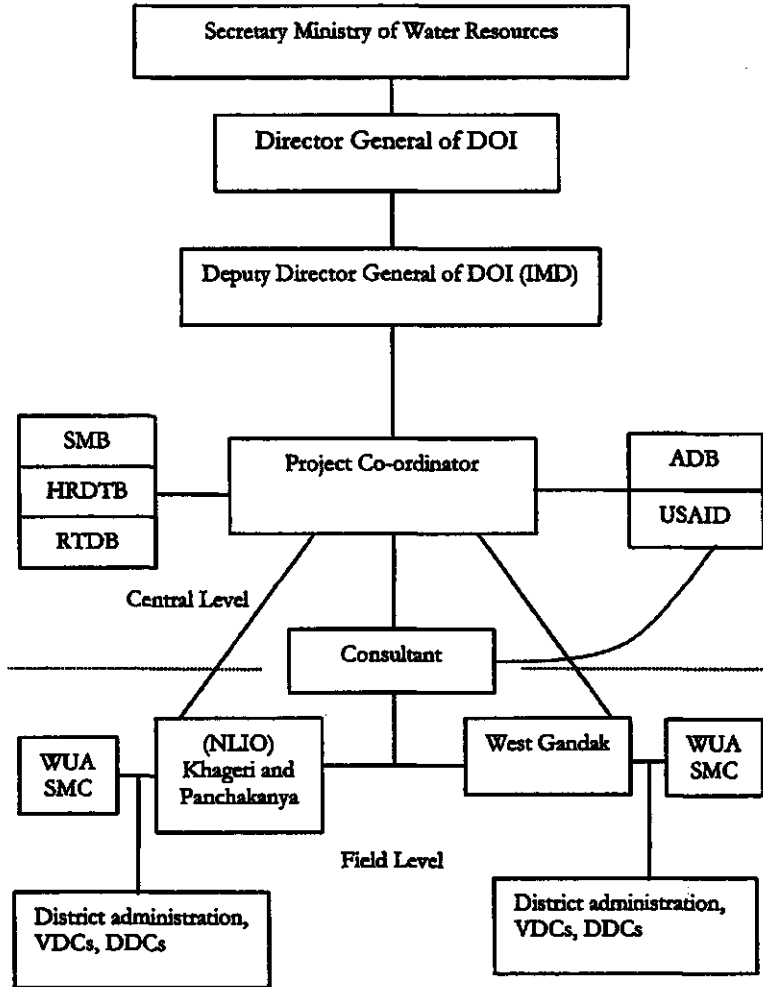 Secretary Ministry of Water Resources
Director General of DOI
Deputy Director General of DOI (IMD)
SMB
HRDTB
RTDB
Project Co-ordinator
ADB
USAID
Central Level
Consultant
WUA
SMC
(NLIO)
Khageri and
Panchakanya
West Gandak
WUA
SMC
Field Level
District administration,
VDCs, DDCs
District administration,
VDCs, DDCs